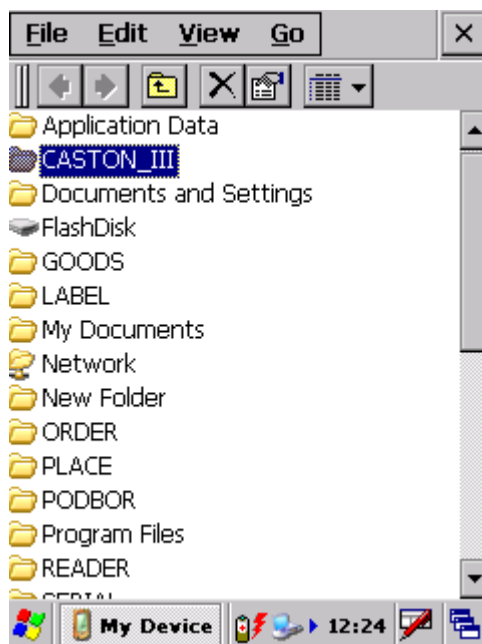 File Edit View Go
Application Data
CASTON_III
Documents and Settings
FlashDisk
GOODS
LABEL
My Documents
Network
New Folder
ORDER
PLACE
PODBOR
Program Files
READER
SERIAL
My Device 12:24